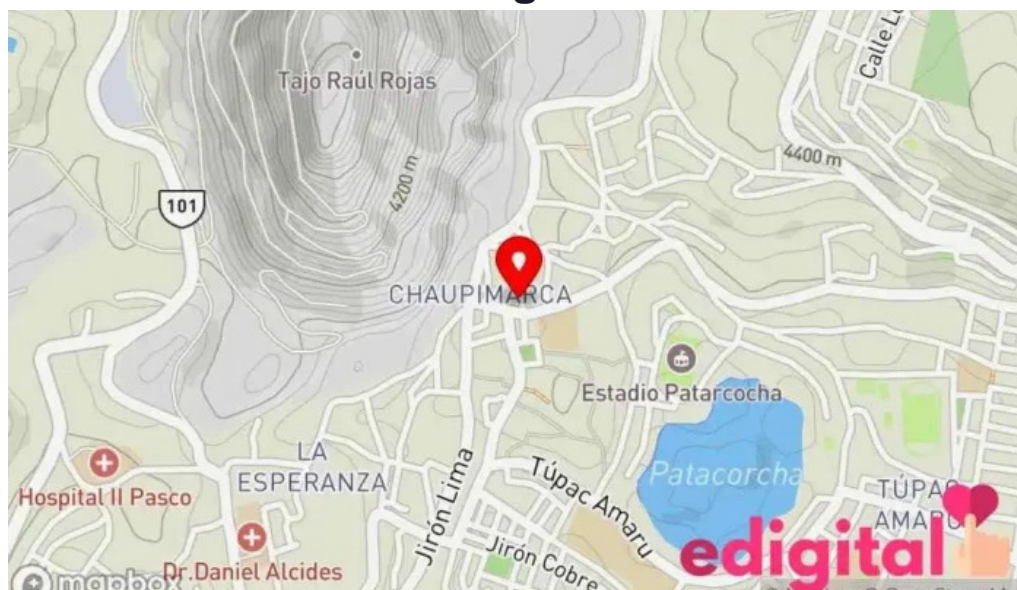 Tajo Raúl Rojas
Calle Lo
4400 m
4200 m
101
CHAUPIMARCA
Estadio Patarcocha
LA
ESPERANZA
Hospital II Pasco
Jirón Lima
Túpac Amaru
Patacorcha
TÚPAC
AMARU
Jirón Cobre
Dr.Daniel Alcides
edigital
mapbox